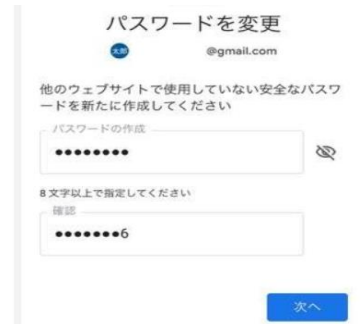 パスワードを変更
太郎 @gmail.com
他のウェブサイトで使用していない安全なパスワ
ードを新たに作成してください
パスワードの作成
••••••••
8 文字以上で指定してください
確認
•••••••6
次へ